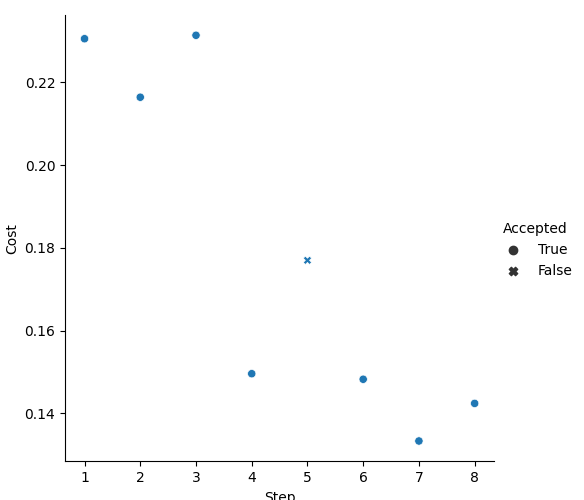 0.22
0.20
0.18
0.16
0.14
Cost
1 2 3 4 5 6 7 8
Step
Accepted
True
False